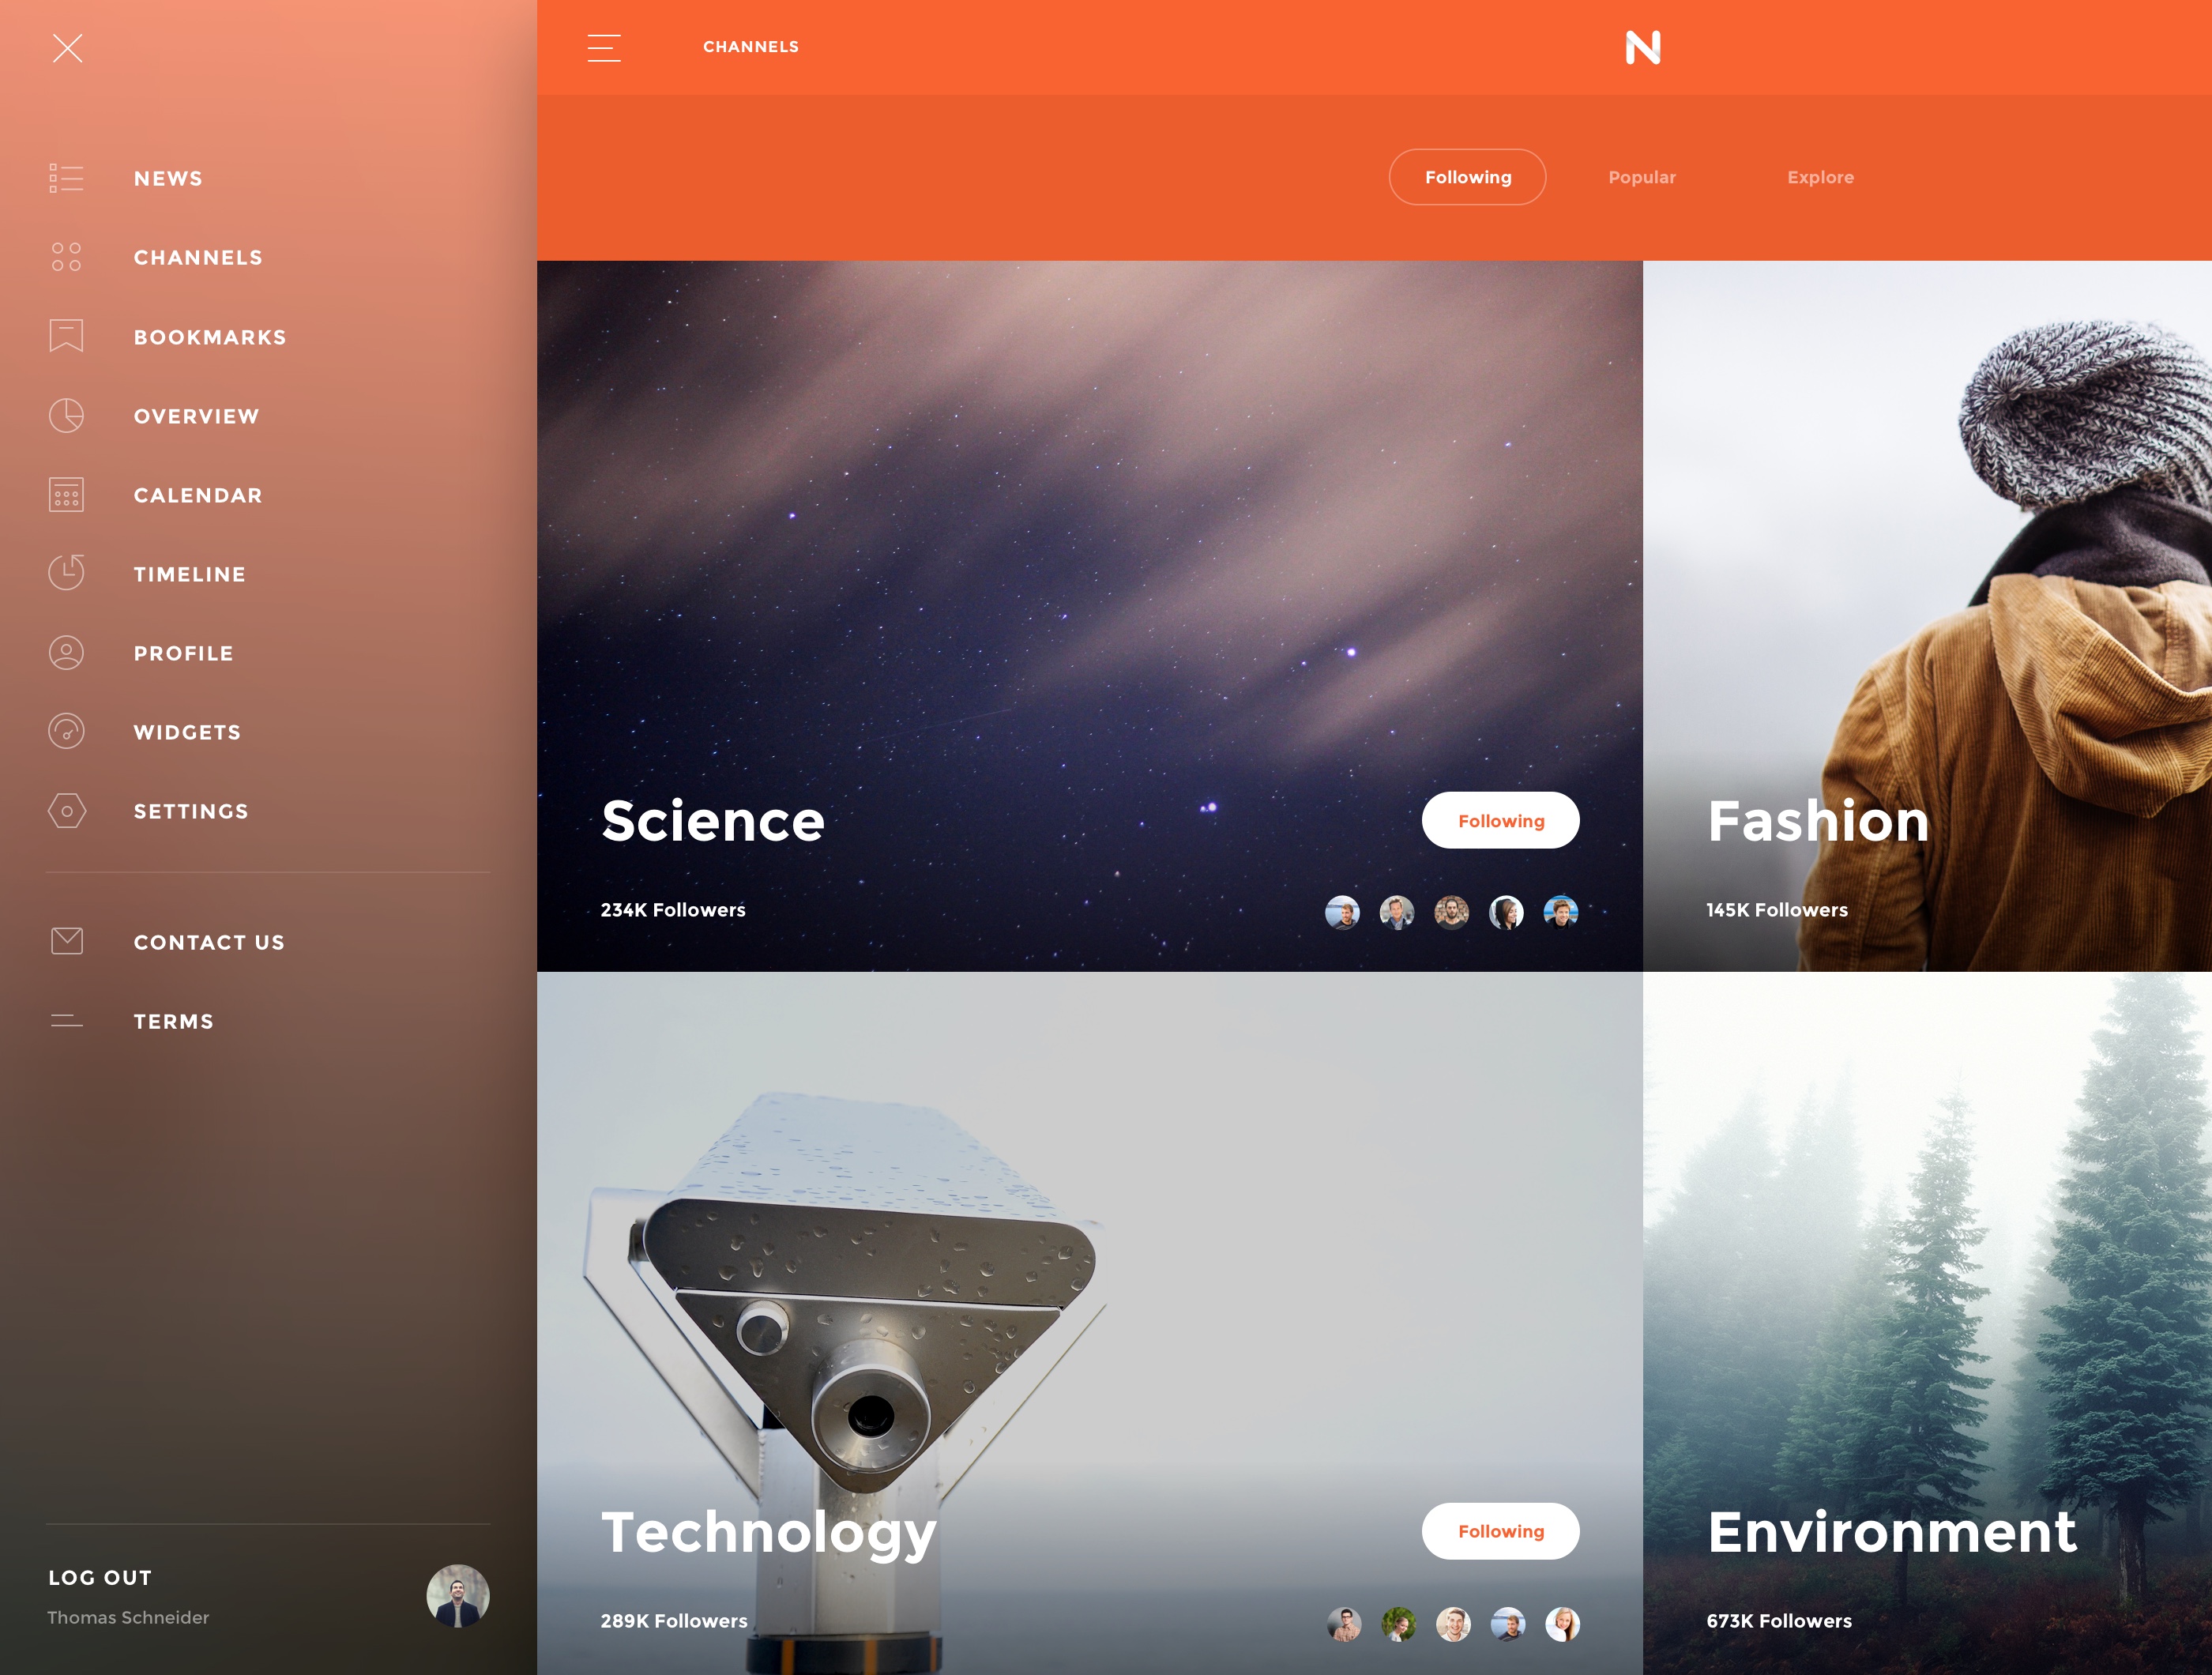 NEWS
CHANNELS
BOOKMARKS
OVERVIEW
CALENDAR
TIMELINE
PROFILE
WIDGETS
SETTINGS
CONTACT US
TERMS
LOG OUT
Thomas Schneider
CHANNELS
N
Following Popular Explore
Science
Following
234K Followers
Fashion
145K Followers
Technology
Following
289K Followers
Environment
673K Followers